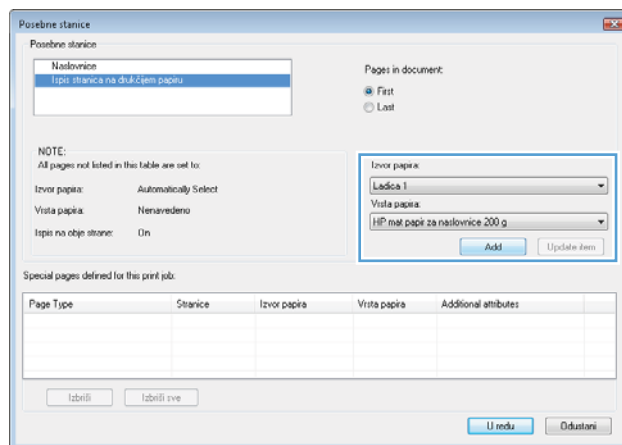 Posebne stanice
Posebne stanice
Naslovnice
Ispis stranica na drukčijem papiru
Pages in document:
First
Last
NOTE:
All pages not listed in this table are set to:
Izvor papira: Automatically Select
Vrsta papira: Nenavedeno
Ispis na obje strane: On
Izvor papira:
Ladica 1
Vrsta papira:
HP mat papir za naslovnice 200 g
Add Update item
Special pages defined for this print job:
Page Type Stranice Izvor papira Vrsta papira Additional attributes
Izbriši Izbriši sve
U redu Odustani